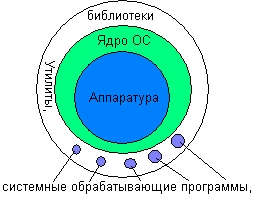 библиотеки
Ядро ОС
Утилиты,
Аппаратура
системные обрабатывающие программы,